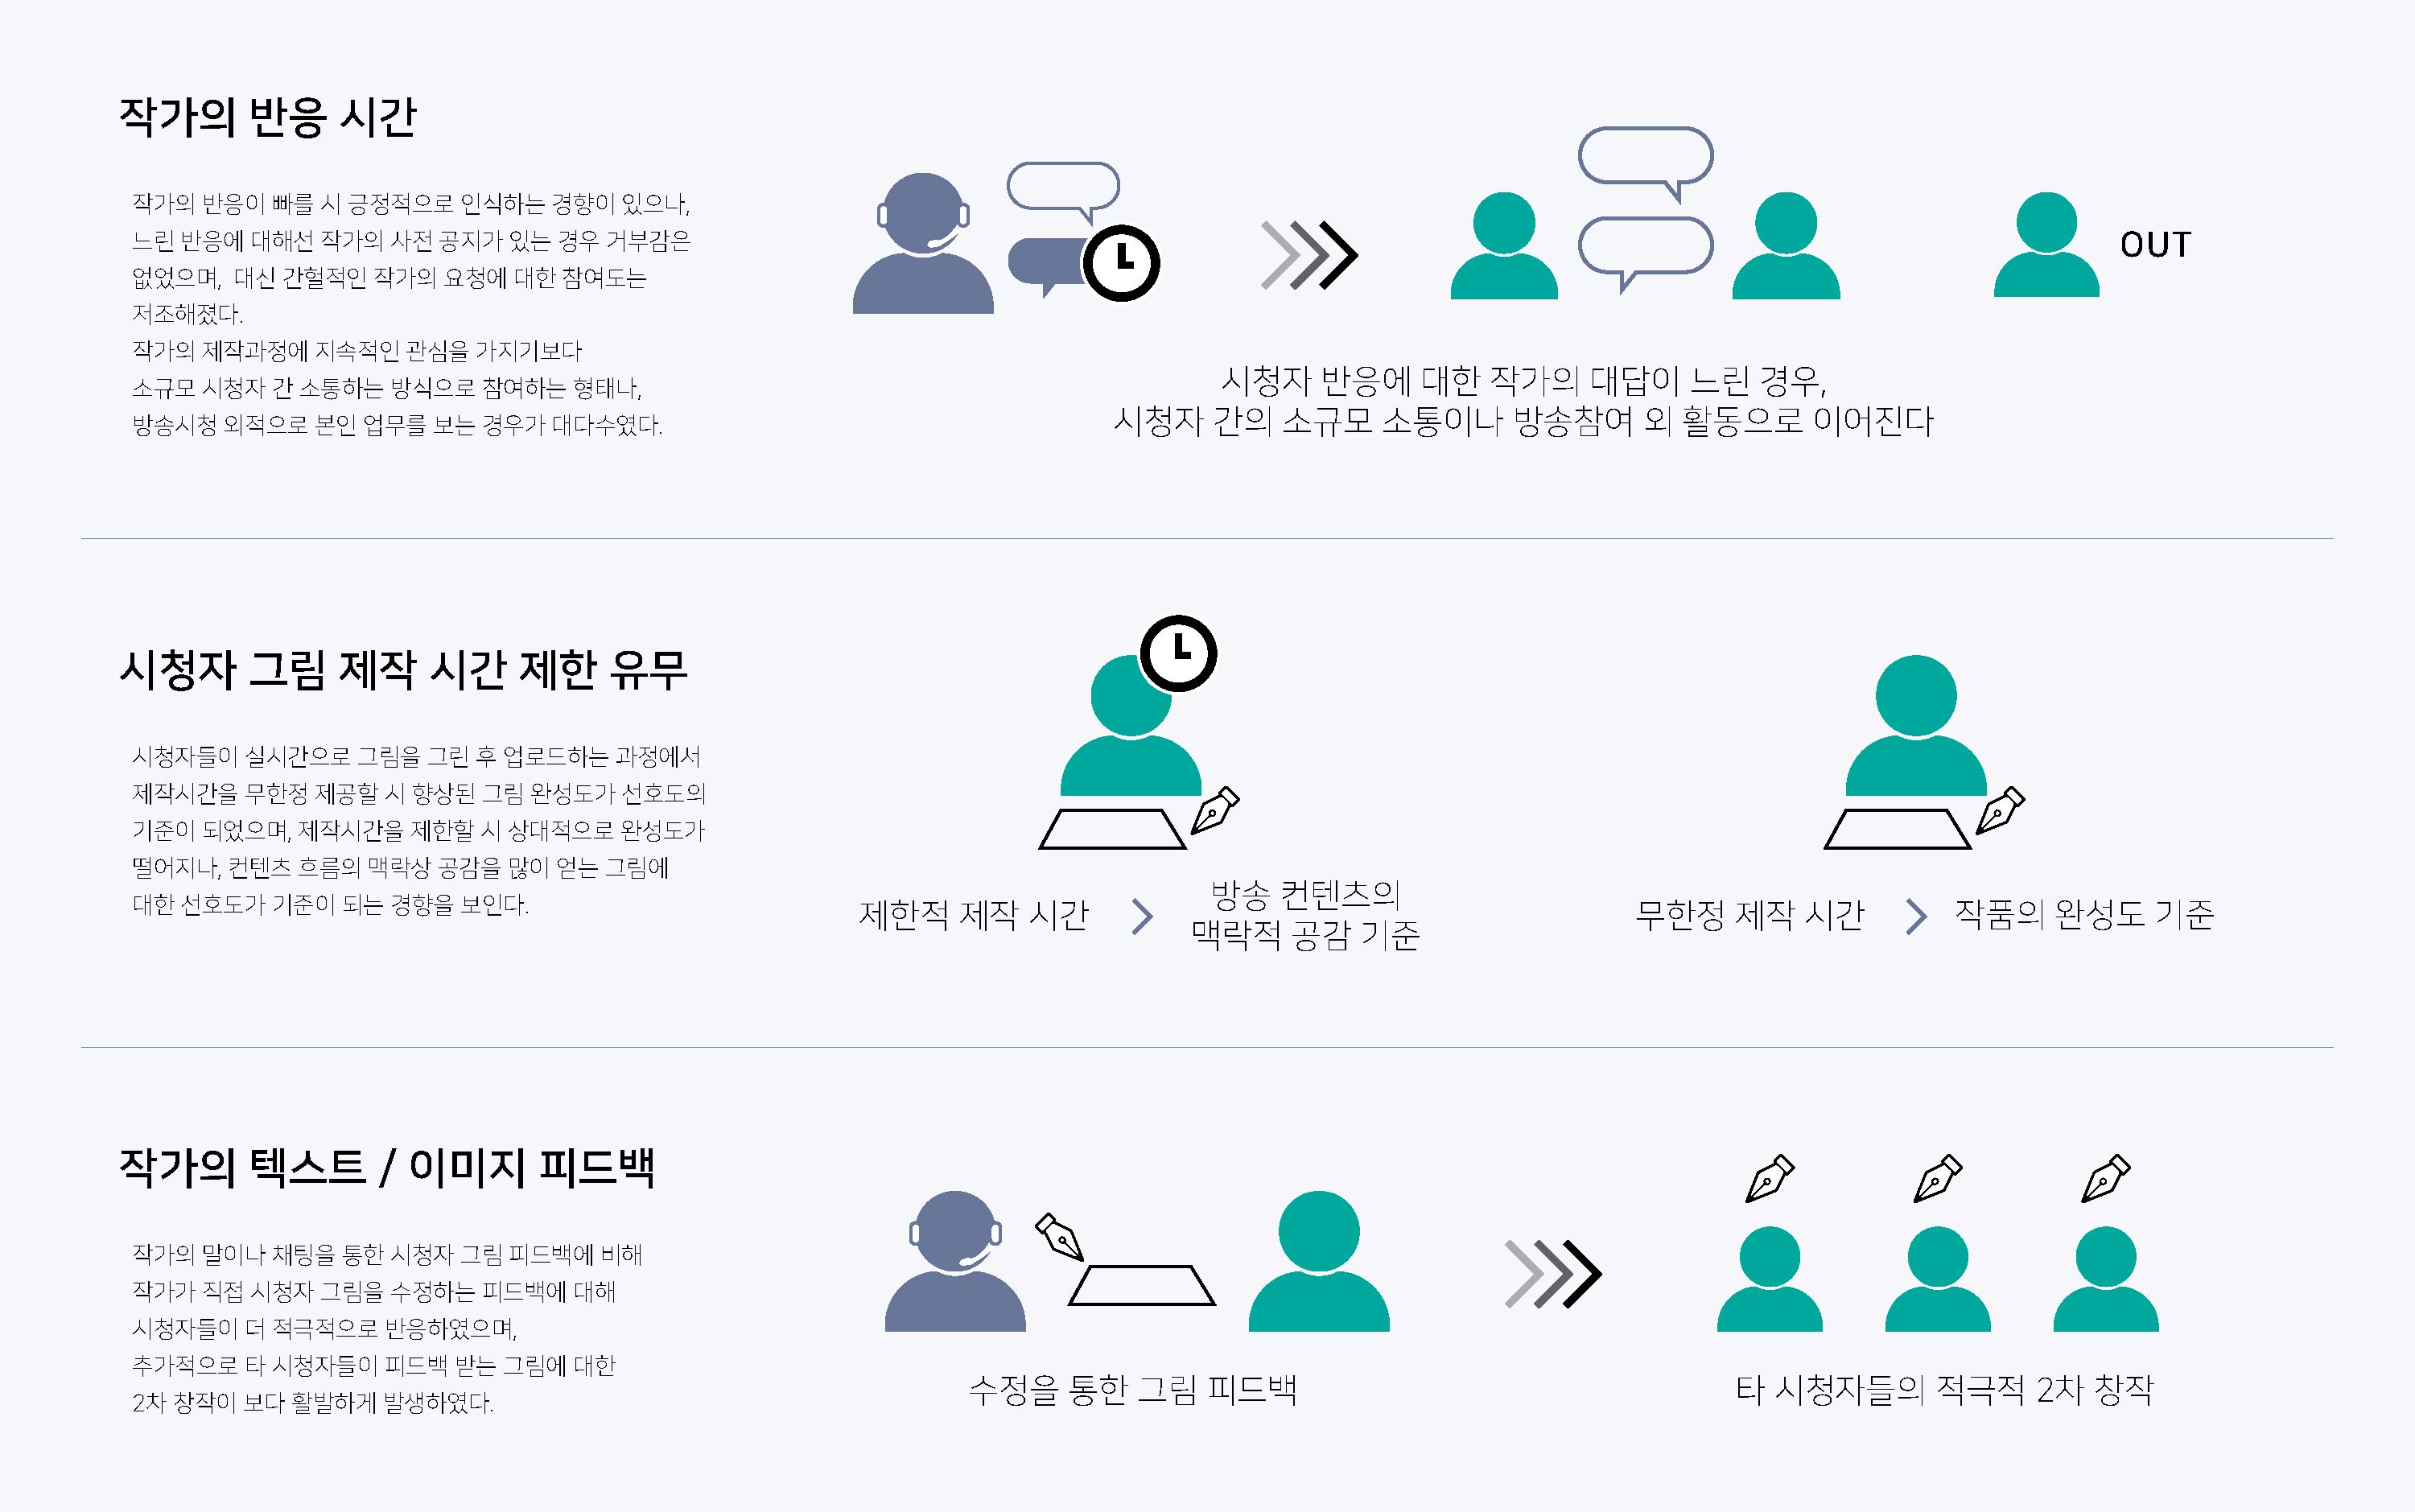 작가의 반응 시간
작가의 반응이 빠를 시 긍정적으로 인식하는 경향이 있으나,
느린 반응에 대해선 작가의 사전 공지가 있는 경우 거부감은
없었으며, 대신 간헐적인 작가의 요청에 대한 참여도는
저조해졌다.
작가의 제작과정에 지속적인 관심을 가지기보다
소규모 시청자 간 소통하는 방식으로 참여하는 형태나,
방송시청 외적으로 본인 업무를 보는 경우가 대다수였다.
OUT
시청자 반응에 대한 작가의 대답이 느린 경우,
시청자 간의 소규모 소통이나 방송참여 외 활동으로 이어진다
시청자 그림 제작 시간 제한 유무
시청자들이 실시간으로 그림을 그린 후 업로드하는 과정에서
제작시간을 무한정 제공할 시 향상된 그림 완성도가 선호도의
기준이 되었으며, 제작시간을 제한할 시 상대적으로 완성도가
떨어지나, 컨텐츠 흐름의 맥락상 공감을 많이 얻는 그림에
대한 선호도가 기준이 되는 경향을 보인다.
제한적 제작 시간
방송 컨텐츠의
맥락적 공감 기준
무한정 제작 시간
작품의 완성도 기준
작가의 텍스트 / 이미지 피드백
작가의 말이나 채팅을 통한 시청자 그림 피드백에 비해
작가가 직접 시청자 그림을 수정하는 피드백에 대해
시청자들이 더 적극적으로 반응하였으며,
추가적으로 타 시청자들이 피드백 받는 그림에 대한
2차 창작이 보다 활발하게 발생하였다.
수정을 통한 그림 피드백
타 시청자들의 적극적 2차 창작